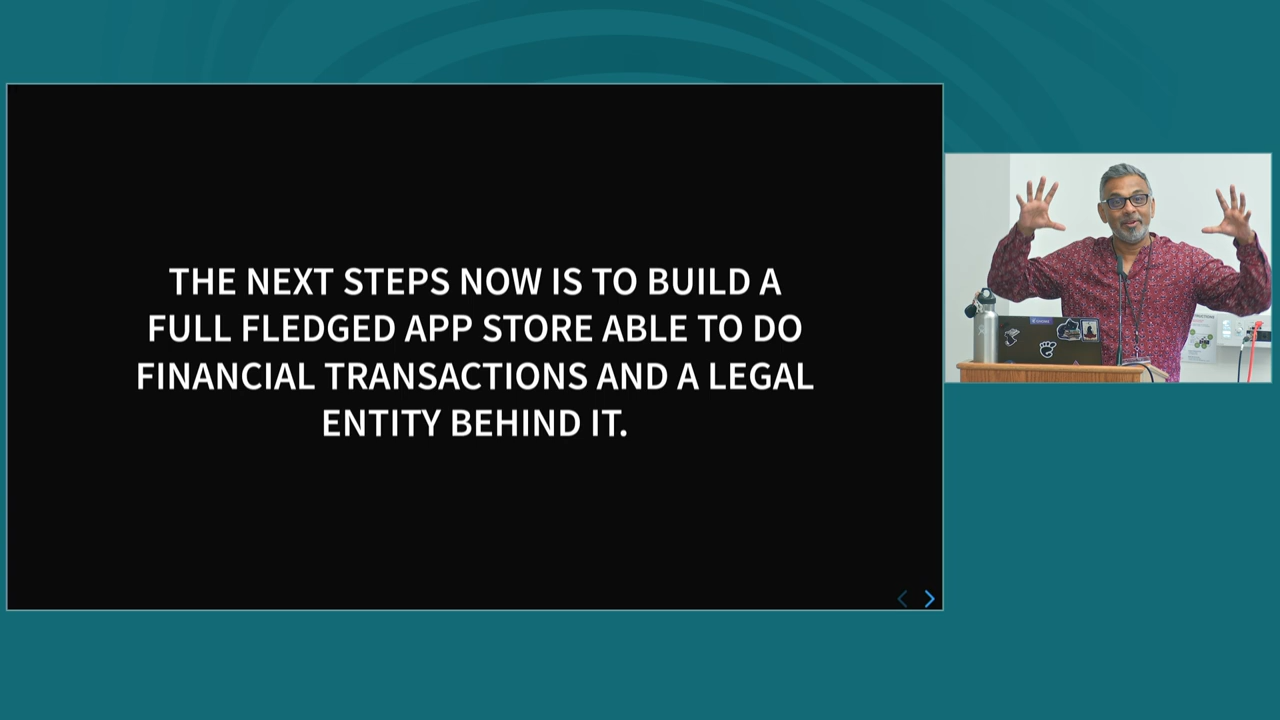 THE NEXT STEPS NOW IS TO BUILD A
FULL FLEDGED APP STORE ABLE TO DO
FINANCIAL TRANSACTIONS AND A LEGAL
ENTITY BEHIND IT.